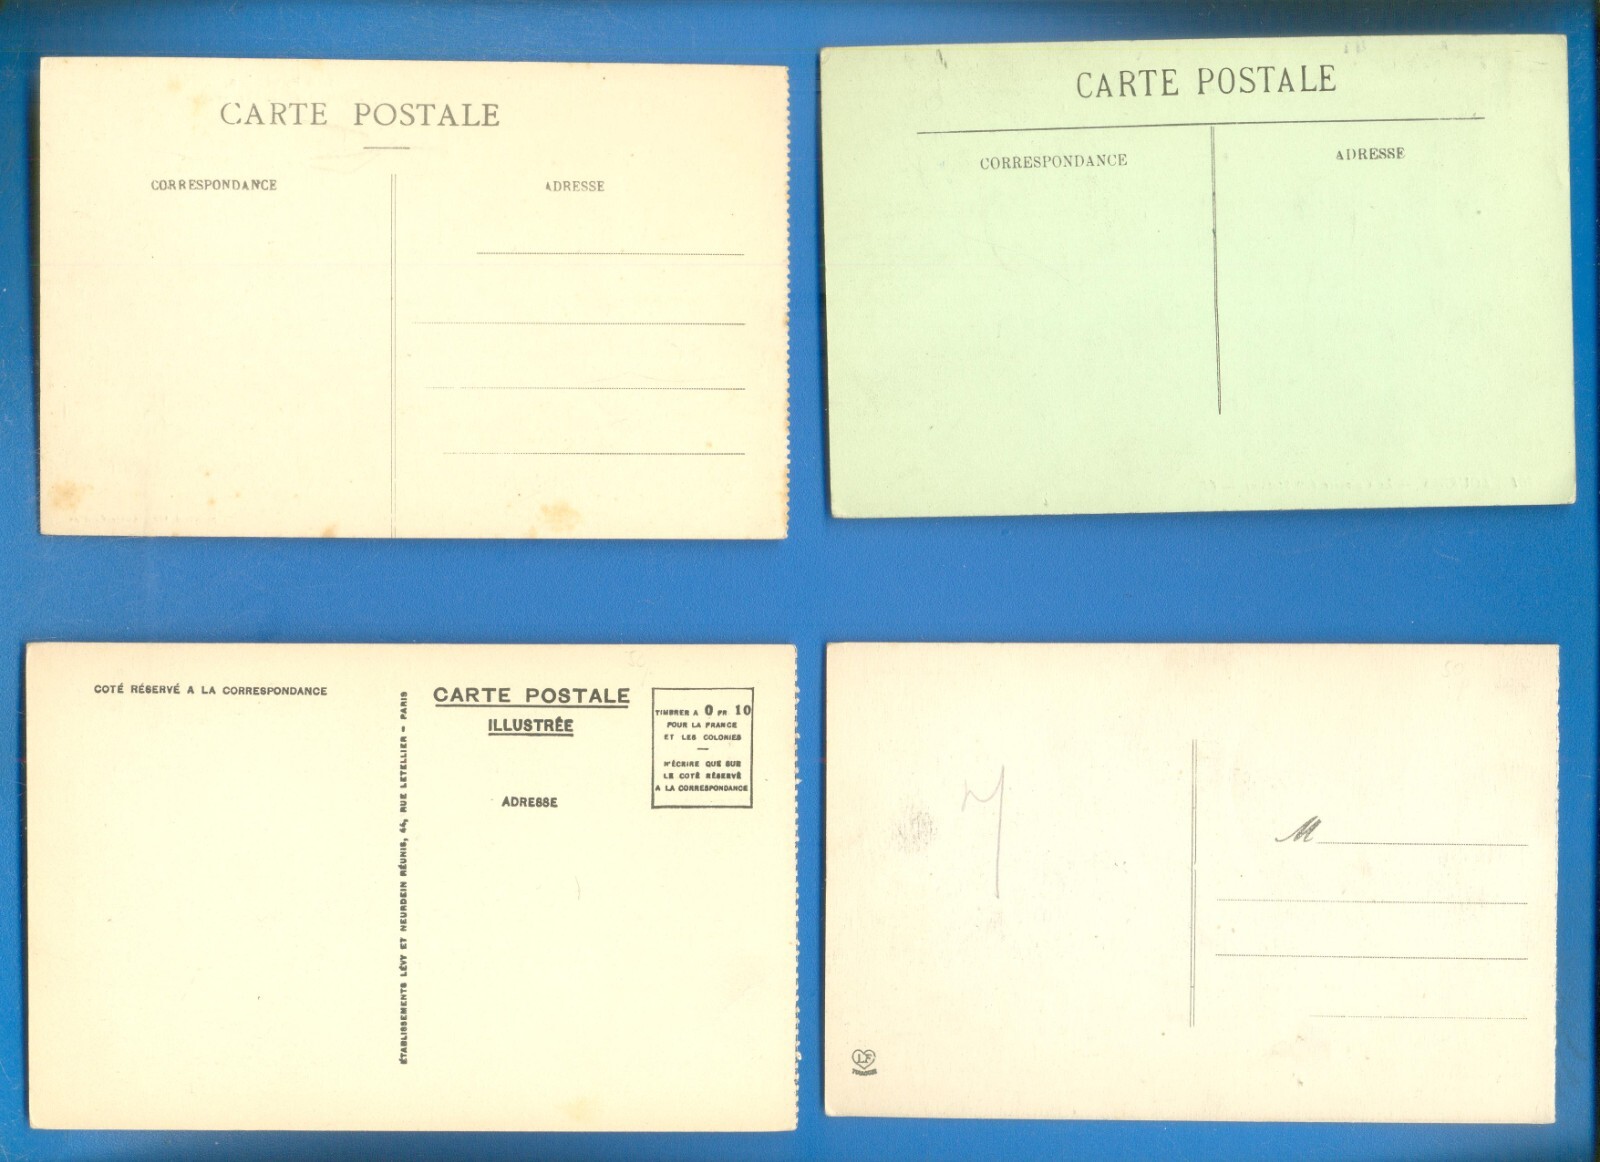 CARTE POSTALE
CORRESPONDANCE
ADRESSE
CARTE POSTALE
CORRESPONDANCE
ADRESSE
COTÉ RÉSERVÉ A LA CORRESPONDANCE
ÉTABLISSEMENTS LÉVY ET NEURDEIN RÉUNIS, 44, RUE LETELLIER – PARIS
CARTE POSTALE
ILLUSTRÉE
ADRESSE
TIMBRER A 0 FR 10
POUR LA FRANCE
ET LES COLONIES
N'ÉCRIRE QUE SUR
LE COTÉ RÉSERVÉ
A LA CORRESPONDANCE
M
LF